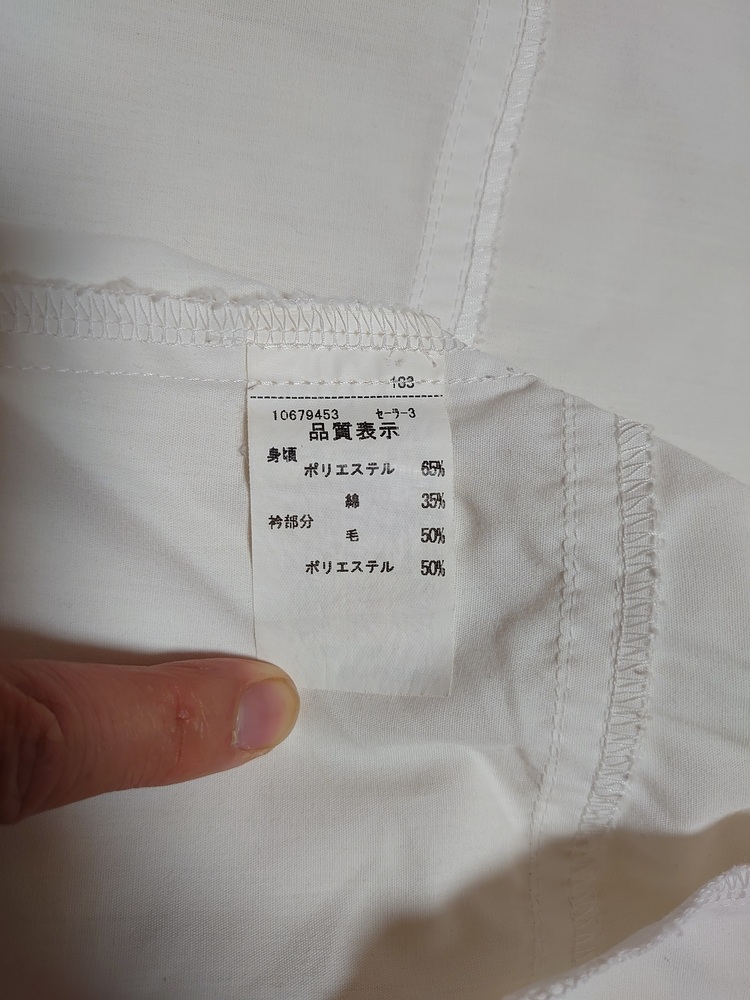 103
10679453 セーラー3
品質表示
身頃
ポリエステル 65%
綿 35%
衿部分
毛 50%
ポリエステル 50%